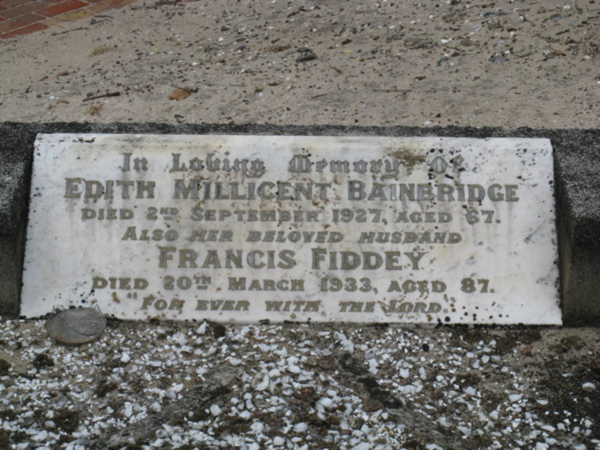 In Loving Memory Of
EDITH MILLICENT BAINBRIDGE
DIED 2ND SEPTEMBER 1927, AGED 67.
ALSO HER BELOVED HUSBAND
FRANCIS FIDDEY
DIED 20TH MARCH 1933, AGED 87.
"FOR EVER WITH THE LORD."